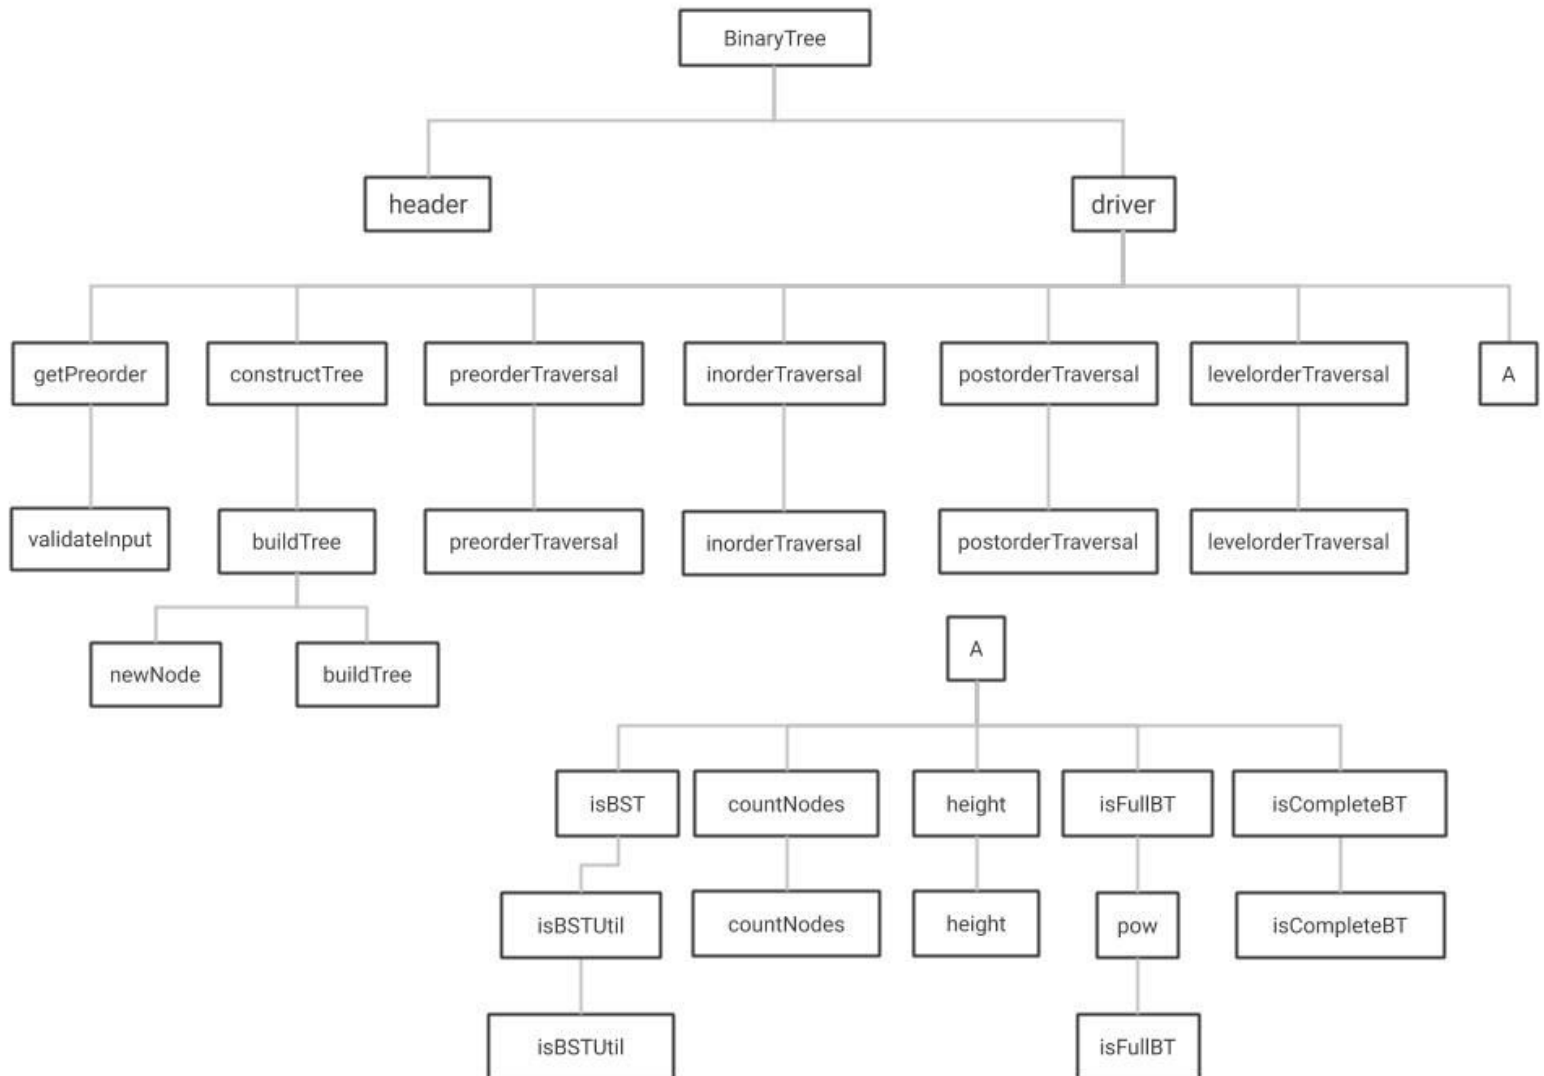 BinaryTree
header
driver
getPreorder
constructTree
preorderTraversal
inorderTraversal
postorderTraversal
levelorderTraversal
A
validateInput
buildTree
preorderTraversal
inorderTraversal
postorderTraversal
levelorderTraversal
newNode
buildTree
A
isBST
countNodes
height
isFullBT
isCompleteBT
isBSTUtil
countNodes
height
pow
isCompleteBT
isBSTUtil
isFullBT